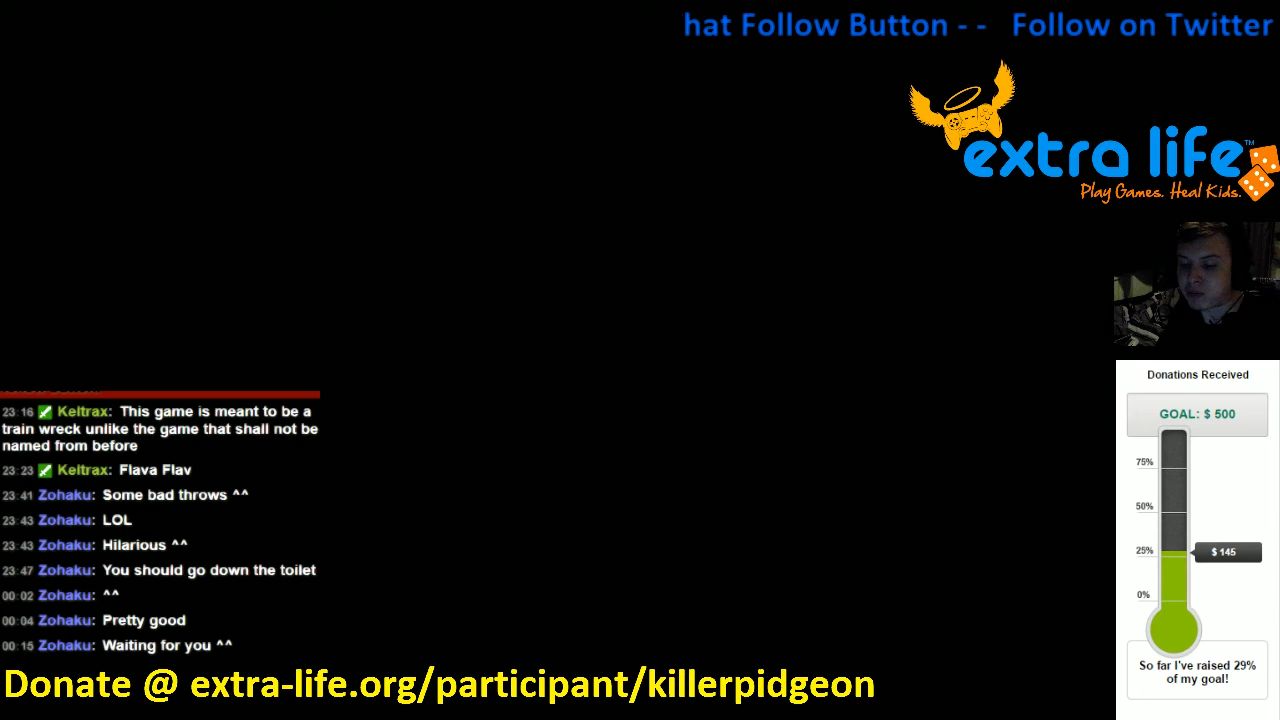 hat Follow Button - - Follow on Twitter
extra life™
Play Games. Heal Kids.
23:16 Keltrax: This game is meant to be a
train wreck unlike the game that shall not be
named from before
23:23 Keltrax: Flava Flav
23:41 Zohaku: Some bad throws ^^
23:43 Zohaku: LOL
23:43 Zohaku: Hilarious ^^
23:47 Zohaku: You should go down the toilet
00:02 Zohaku: ^^
00:04 Zohaku: Pretty good
00:15 Zohaku: Waiting for you ^^
Donate @ extra-life.org/participant/killerpidgeon
Donations Received
GOAL: $ 500
75%
50%
25%
$ 145
0%
So far I've raised 29%
of my goal!